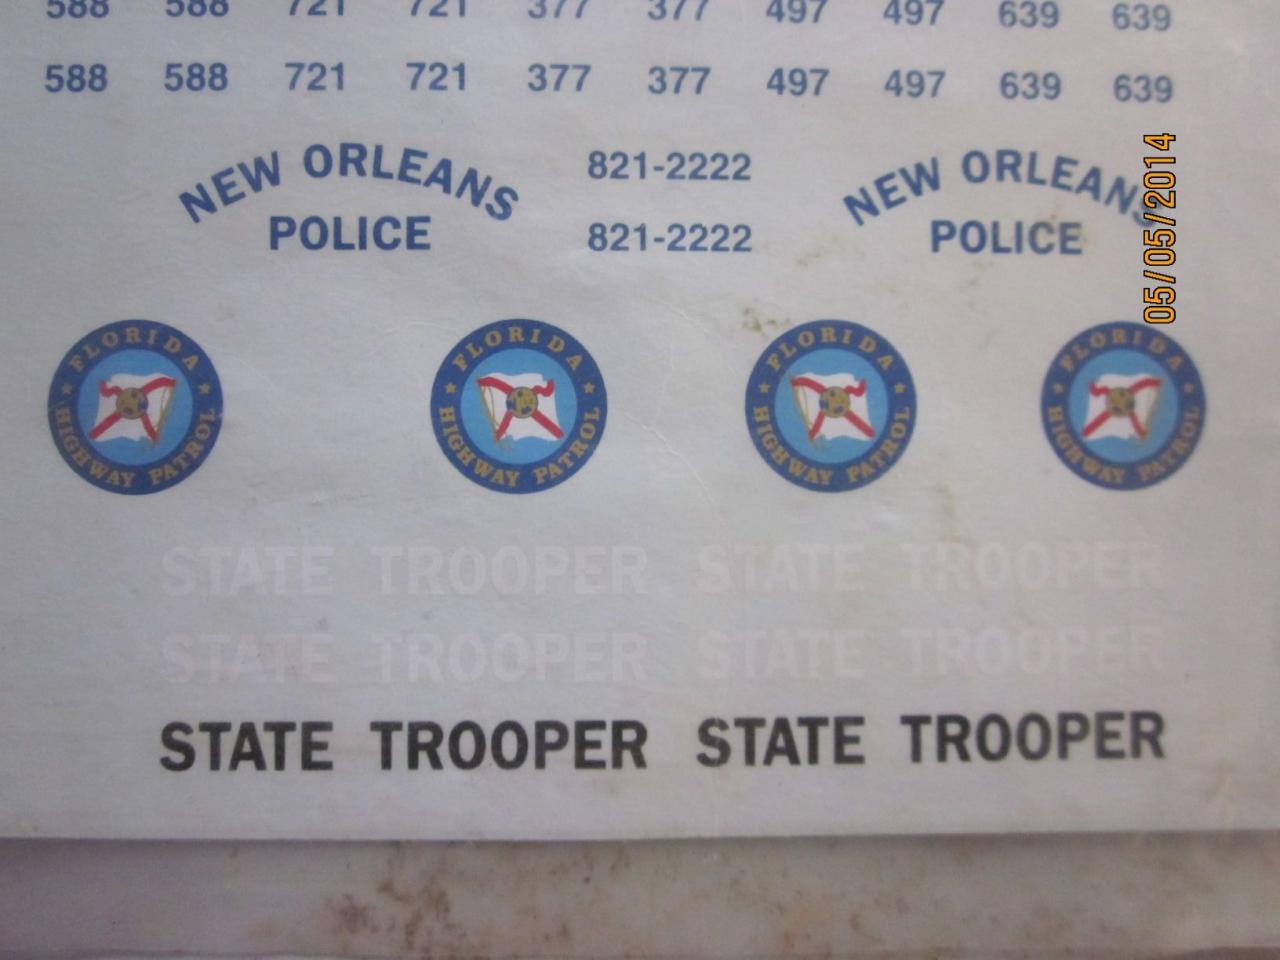 588 588 721 721 377 377 497 497 639 639
588 588 721 721 377 377 497 497 639 639
NEW ORLEANS
POLICE
821-2222
821-2222
NEW ORLEANS
POLICE
05/05/2014
FLORIDA
HIGHWAY PATROL
FLORIDA
HIGHWAY PATROL
FLORIDA
HIGHWAY PATROL
FLORIDA
HIGHWAY PATROL
STATE TROOPER STATE TROOPER
STATE TROOPER STATE TROOPER
STATE TROOPER STATE TROOPER